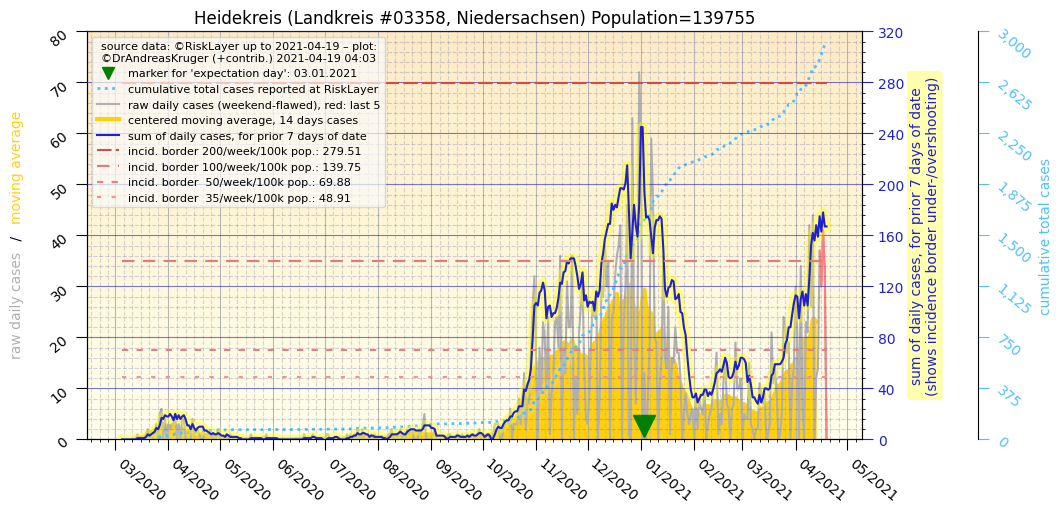 Heidekreis (Landkreis #03358, Niedersachsen) Population=139755
source data: ©RiskLayer up to 2021-04-19 – plot:
©DrAndreasKruger (+contrib.) 2021-04-19 04:03
marker for 'expectation day': 03.01.2021
cumulative total cases reported at RiskLayer
raw daily cases (weekend-flawed), red: last 5
centered moving average, 14 days cases
sum of daily cases, for prior 7 days of date
incid. border 200/week/100k pop.: 279.51
incid. border 100/week/100k pop.: 139.75
incid. border  50/week/100k pop.: 69.88
incid. border  35/week/100k pop.: 48.91
raw daily cases / moving average
80
70
60
50
40
30
20
10
0
03/2020
04/2020
05/2020
06/2020
07/2020
08/2020
09/2020
10/2020
11/2020
12/2020
01/2021
02/2021
03/2021
04/2021
05/2021
320
280
240
200
160
120
80
40
0
sum of daily cases, for prior 7 days of date
(shows incidence border under-/overshooting)
3,000
2,625
2,250
1,875
1,500
1,125
750
375
0
cumulative total cases